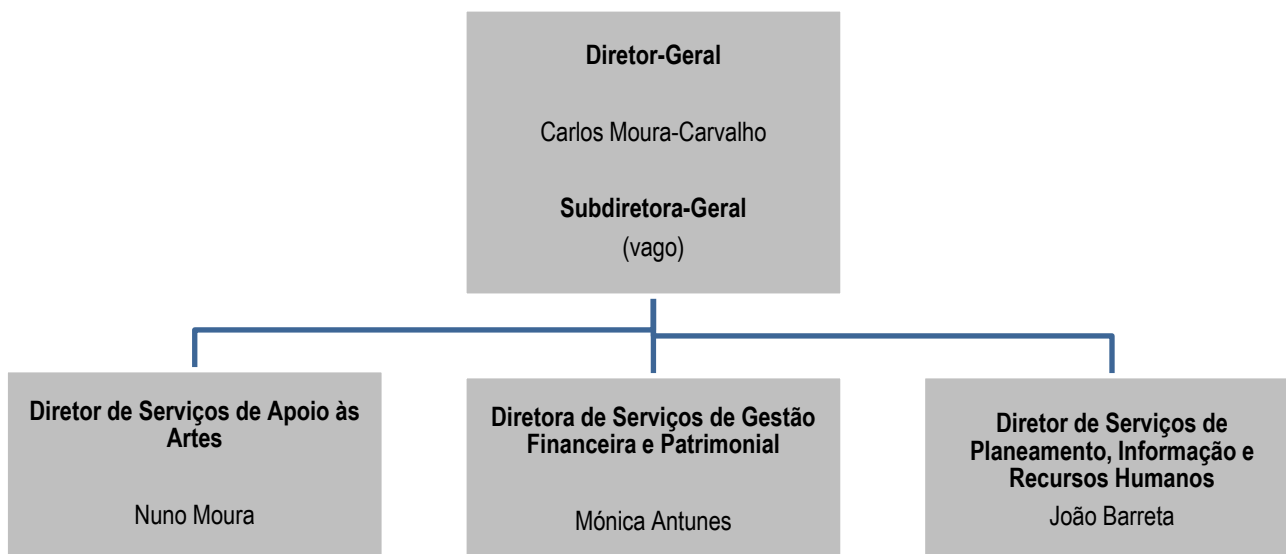 Diretor-Geral
Carlos Moura-Carvalho
Subdiretora-Geral
(vago)
Diretor de Serviços de Apoio às
Artes
Nuno Moura
Diretora de Serviços de Gestão
Financeira e Patrimonial
Mónica Antunes
Diretor de Serviços de
Planeamento, Informação e
Recursos Humanos
João Barreta